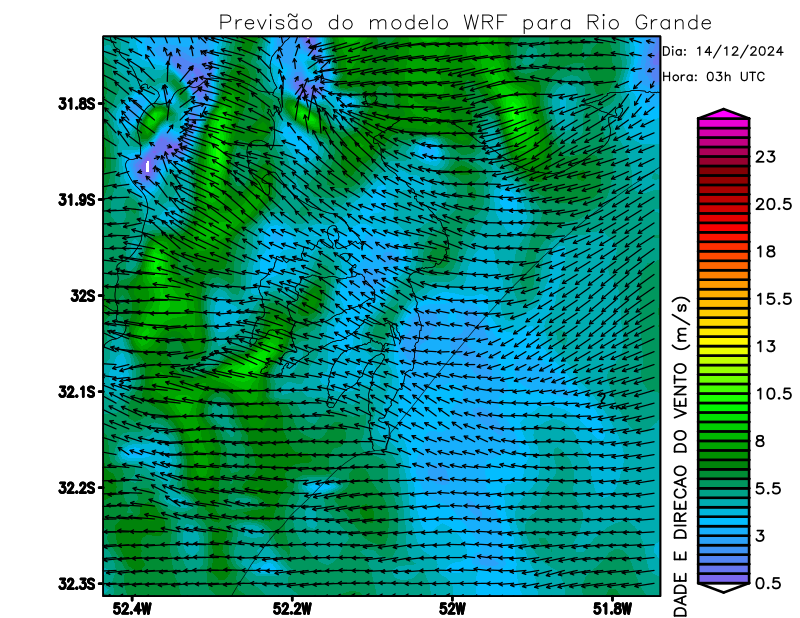 Previsão do modelo WRF para Rio Grande
Dia: 14/12/2024
Hora: 03h UTC
31.8S
31.9S
32S
32.1S
32.2S
32.3S
52.4W
52.2W
52W
51.8W
2
DADE E DIRECAO DO VENTO (m/s)
23
20.5
18
15.5
13
10.5
8
5.5
3
0.5